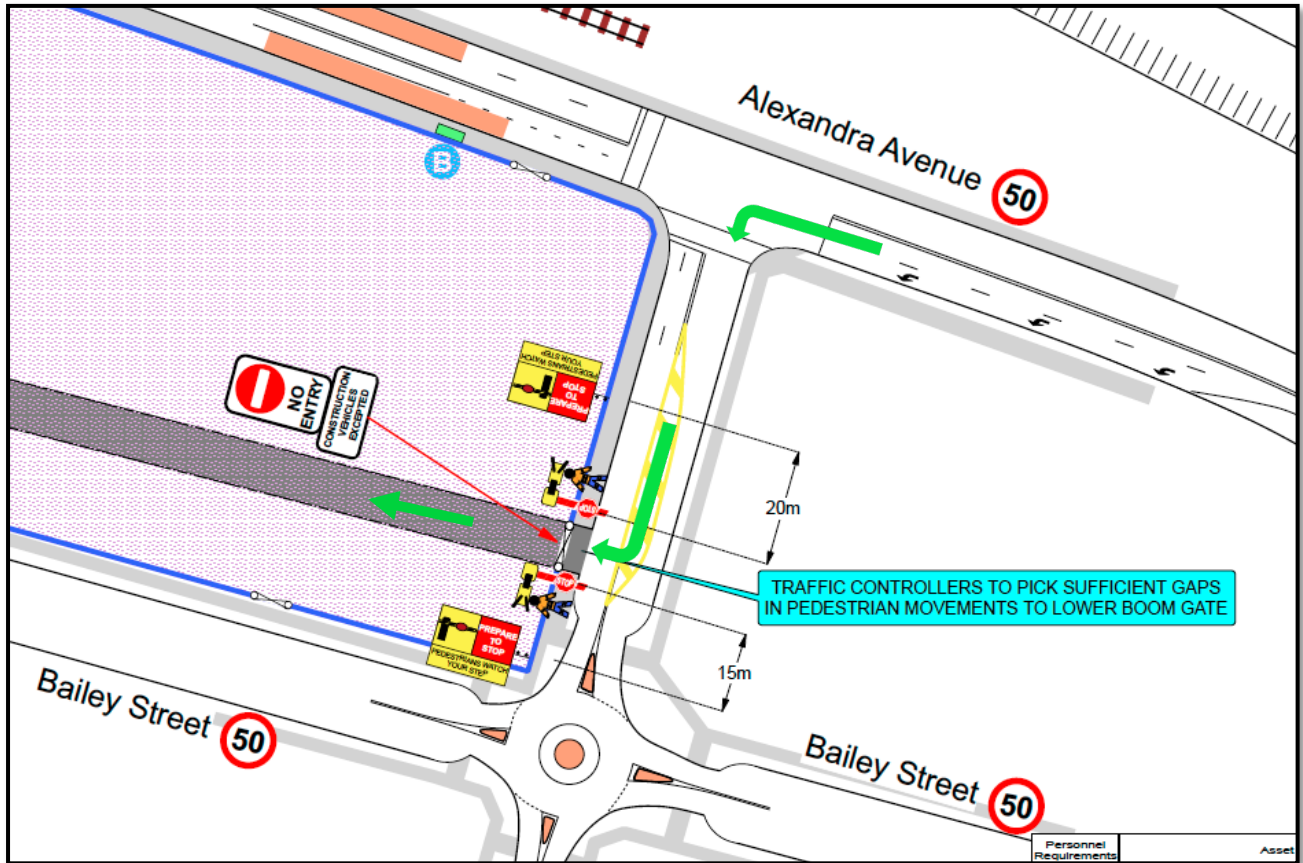 Alexandra Avenue
50
B
PEDESTRIANS WATCH
YOUR STEP
PREPARE
TO
STOP
NO
ENTRY
CONSTRUCTION
VEHICLES
EXCEPTED
STOP
20m
STOP
TRAFFIC CONTROLLERS TO PICK SUFFICIENT GAPS
IN PEDESTRIAN MOVEMENTS TO LOWER BOOM GATE
PREPARE
TO
STOP
PEDESTRIANS WATCH
YOUR STEP
15m
Bailey Street
50
Bailey Street
50
Personnel
Requirements
Asset